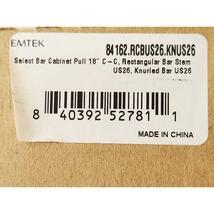 EMTEK
84162.RCBUS26.KNUS26
Select Bar Cabinet Pull 18" C-C, Rectangular Bar Stem
US26, Knurled Bar US26
8 40392 52781 1
MADE IN CHINA